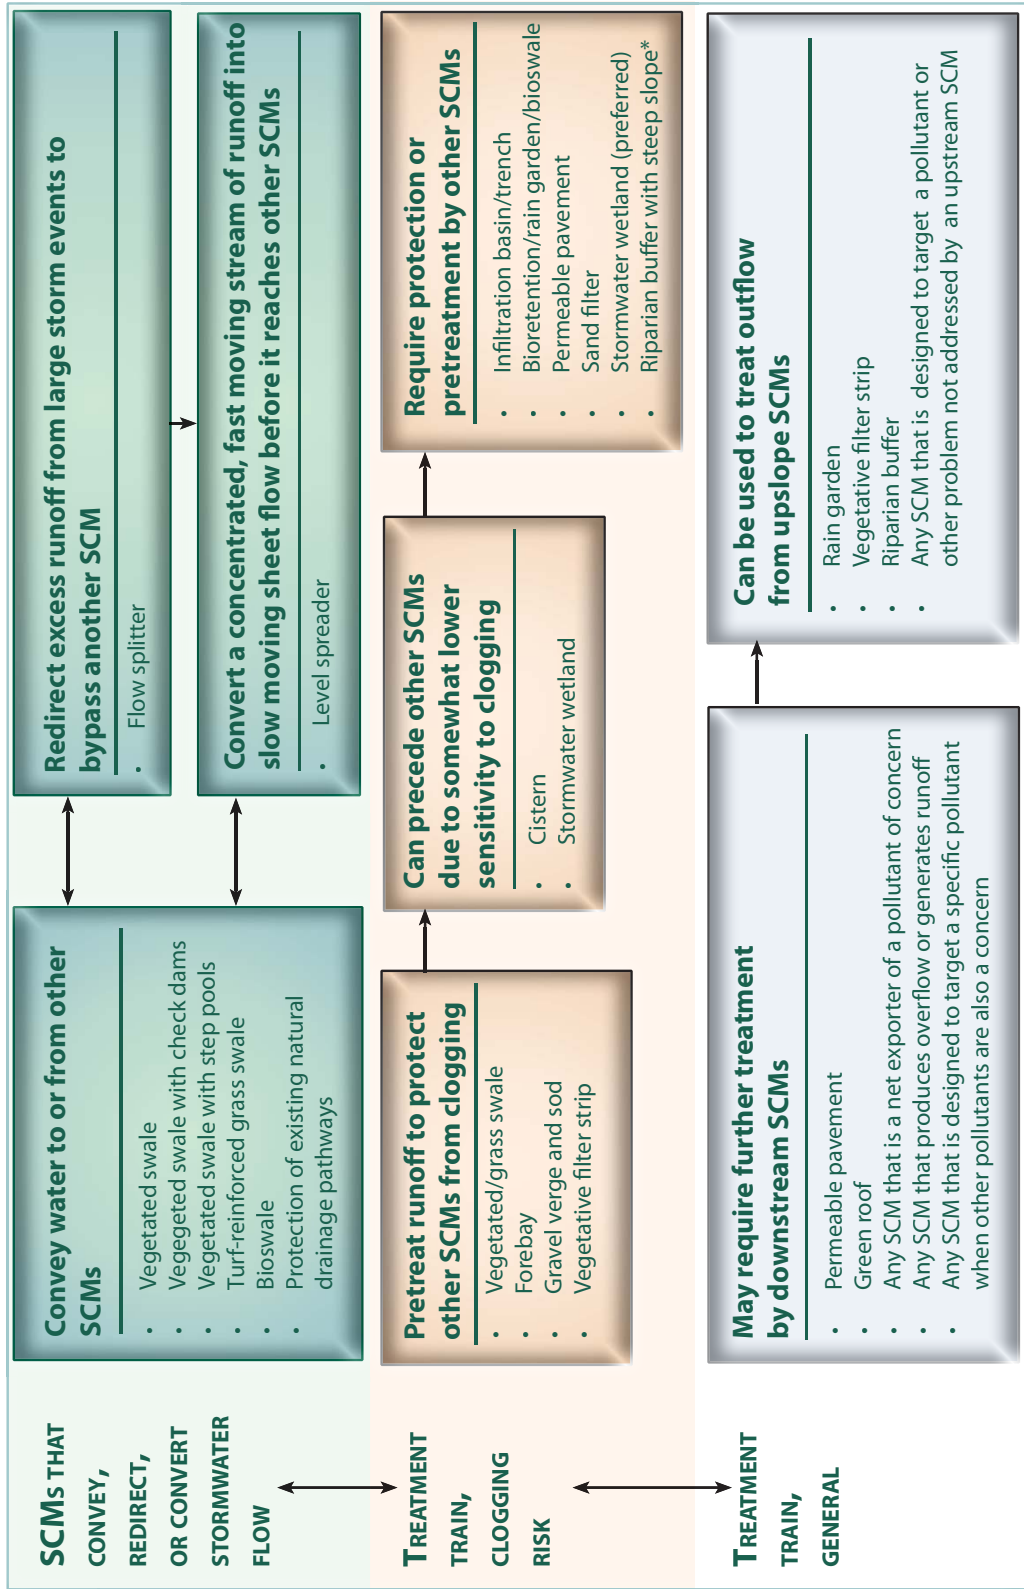 SCMs that
convey,
redirect,
or convert
stormwater
flow
Convey water to or from other
SCMs
• Vegetated swale
• Vegegeted swale with check dams
• Vegetated swale with step pools
• Turf-reinforced grass swale
• Bioswale
• Protection of existing natural
drainage pathways
Redirect excess runoff from large storm events to
bypass another SCM
• Flow splitter
Convert a concentrated, fast moving stream of runoff into
slow moving sheet flow before it reaches other SCMs
• Level spreader
Treatment
train,
clogging
risk
Pretreat runoff to protect
other SCMs from clogging
• Vegetated/grass swale
• Forebay
• Gravel verge and sod
• Vegetative filter strip
Can precede other SCMs
due to somewhat lower
sensitivity to clogging
• Cistern
• Stormwater wetland
Require protection or
pretreatment by other SCMs
• Infiltration basin/trench
• Bioretention/rain garden/bioswale
• Permeable pavement
• Sand filter
• Stormwater wetland (preferred)
• Riparian buffer with steep slope*
Treatment
train,
general
May require further treatment
by downstream SCMs
• Permeable pavement
• Green roof
• Any SCM that is a net exporter of a pollutant of concern
• Any SCM that produces overflow or generates runoff
• Any SCM that is designed to target a specific pollutant
when other pollutants are also a concern
Can be used to treat outflow
from upslope SCMs
• Rain garden
• Vegetative filter strip
• Riparian buffer
• Any SCM that is designed to target a pollutant or
other problem not addressed by an upstream SCM